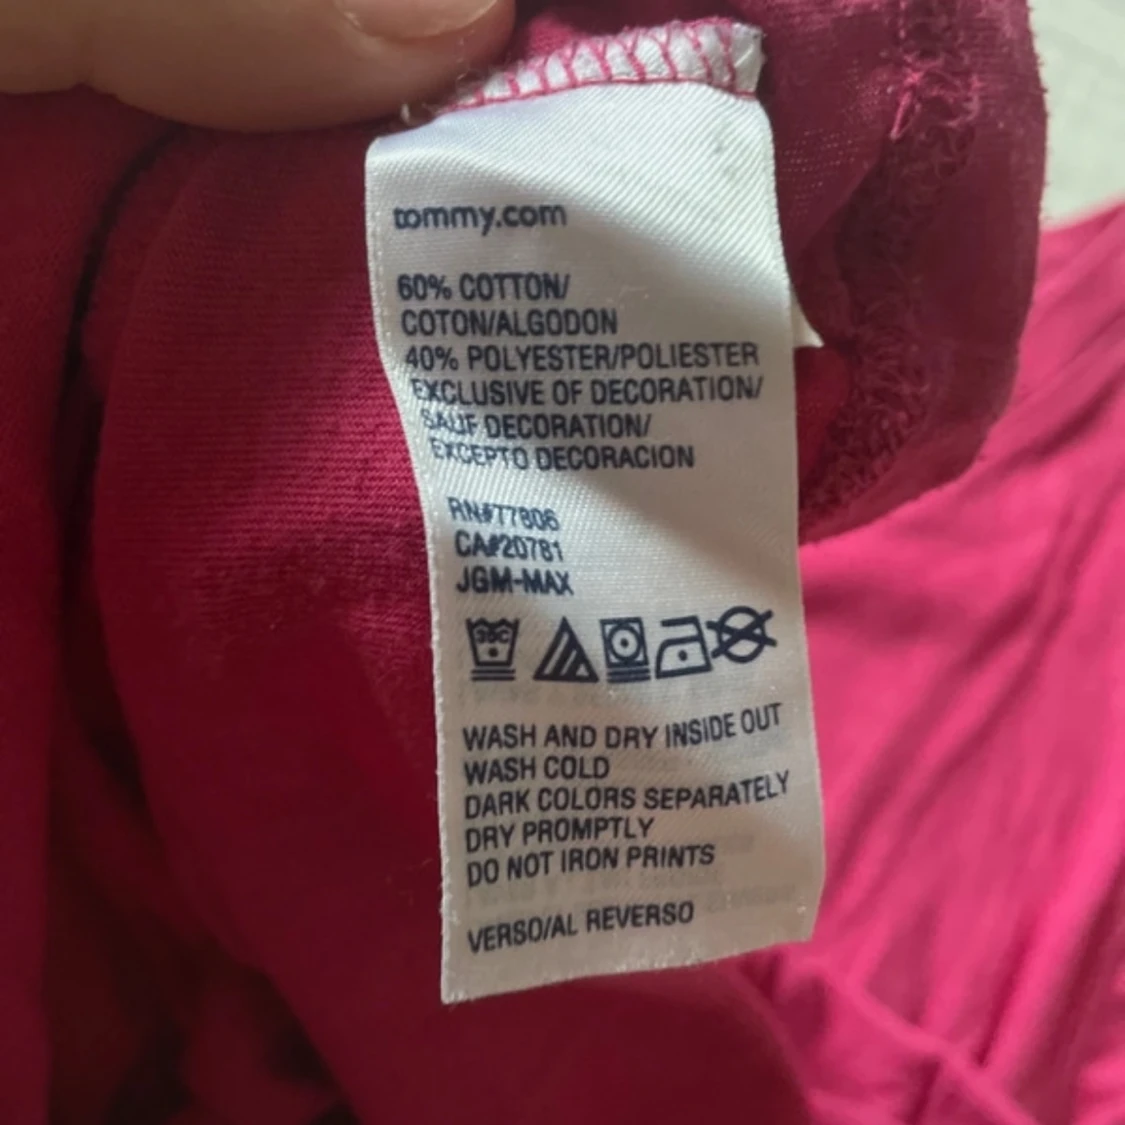 tommy.com
60% COTTON/
COTON/ALGODON
40% POLYESTER/POLIESTER
EXCLUSIVE OF DECORATION/
SAUF DECORATION/
EXCEPTO DECORACION
RN#77806
CA#20781
JGM-MAX
30C
WASH AND DRY INSIDE OUT
WASH COLD
DARK COLORS SEPARATELY
DRY PROMPTLY
DO NOT IRON PRINTS
VERSO/AL REVERSO